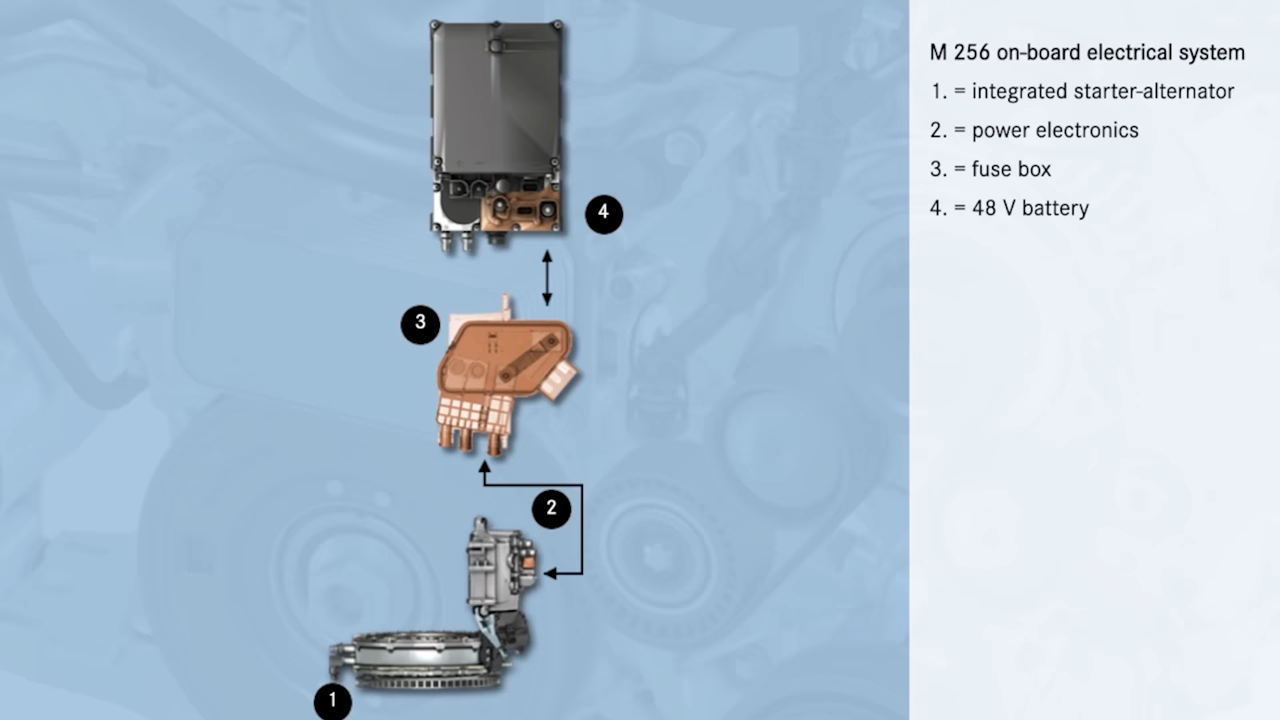 M 256 on-board electrical system
1. = integrated starter-alternator
2. = power electronics
3. = fuse box
4. = 48 V battery
4
3
2
1